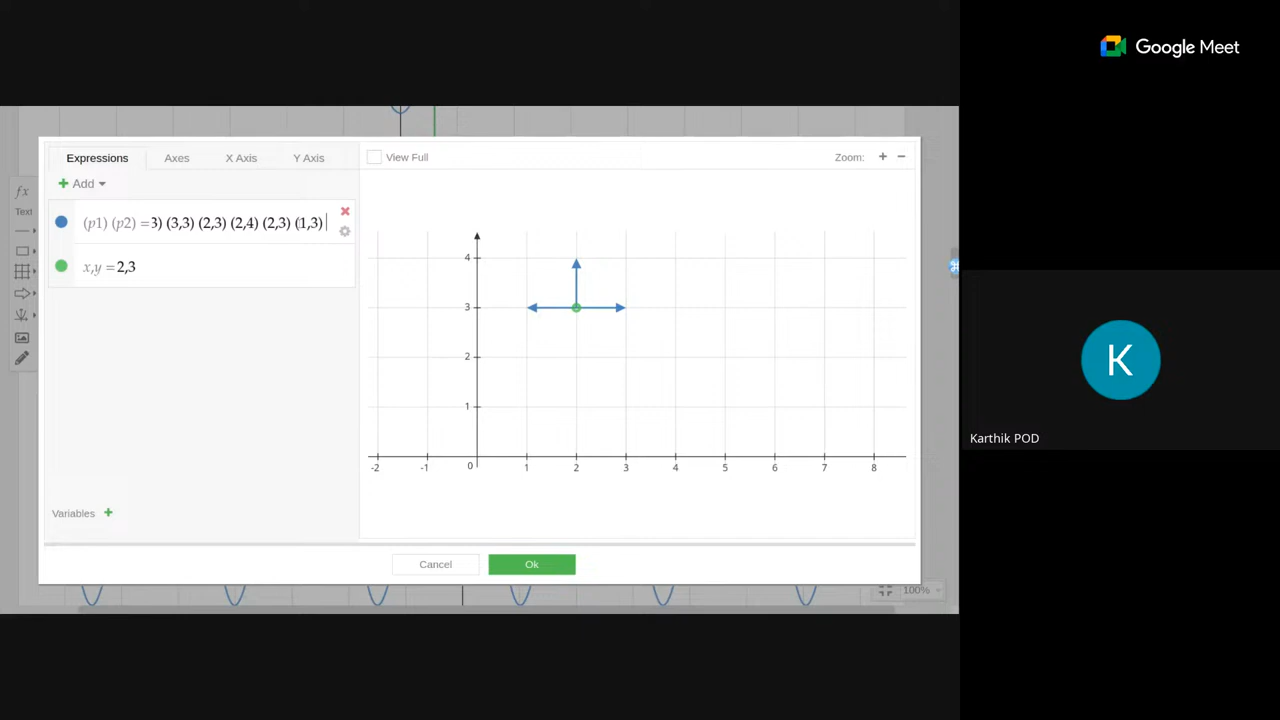 Google Meet
Expressions Axes X Axis Y Axis
View Full
Zoom: + −
+ Add
fx
Text
(p1) (p2) =3) (3,3) (2,3) (2,4) (2,3) (1,3)
x,y =2,3
4
3
2
1
-2 -1 0 1 2 3 4 5 6 7 8
Karthik POD
K
Variables +
Cancel Ok
100%